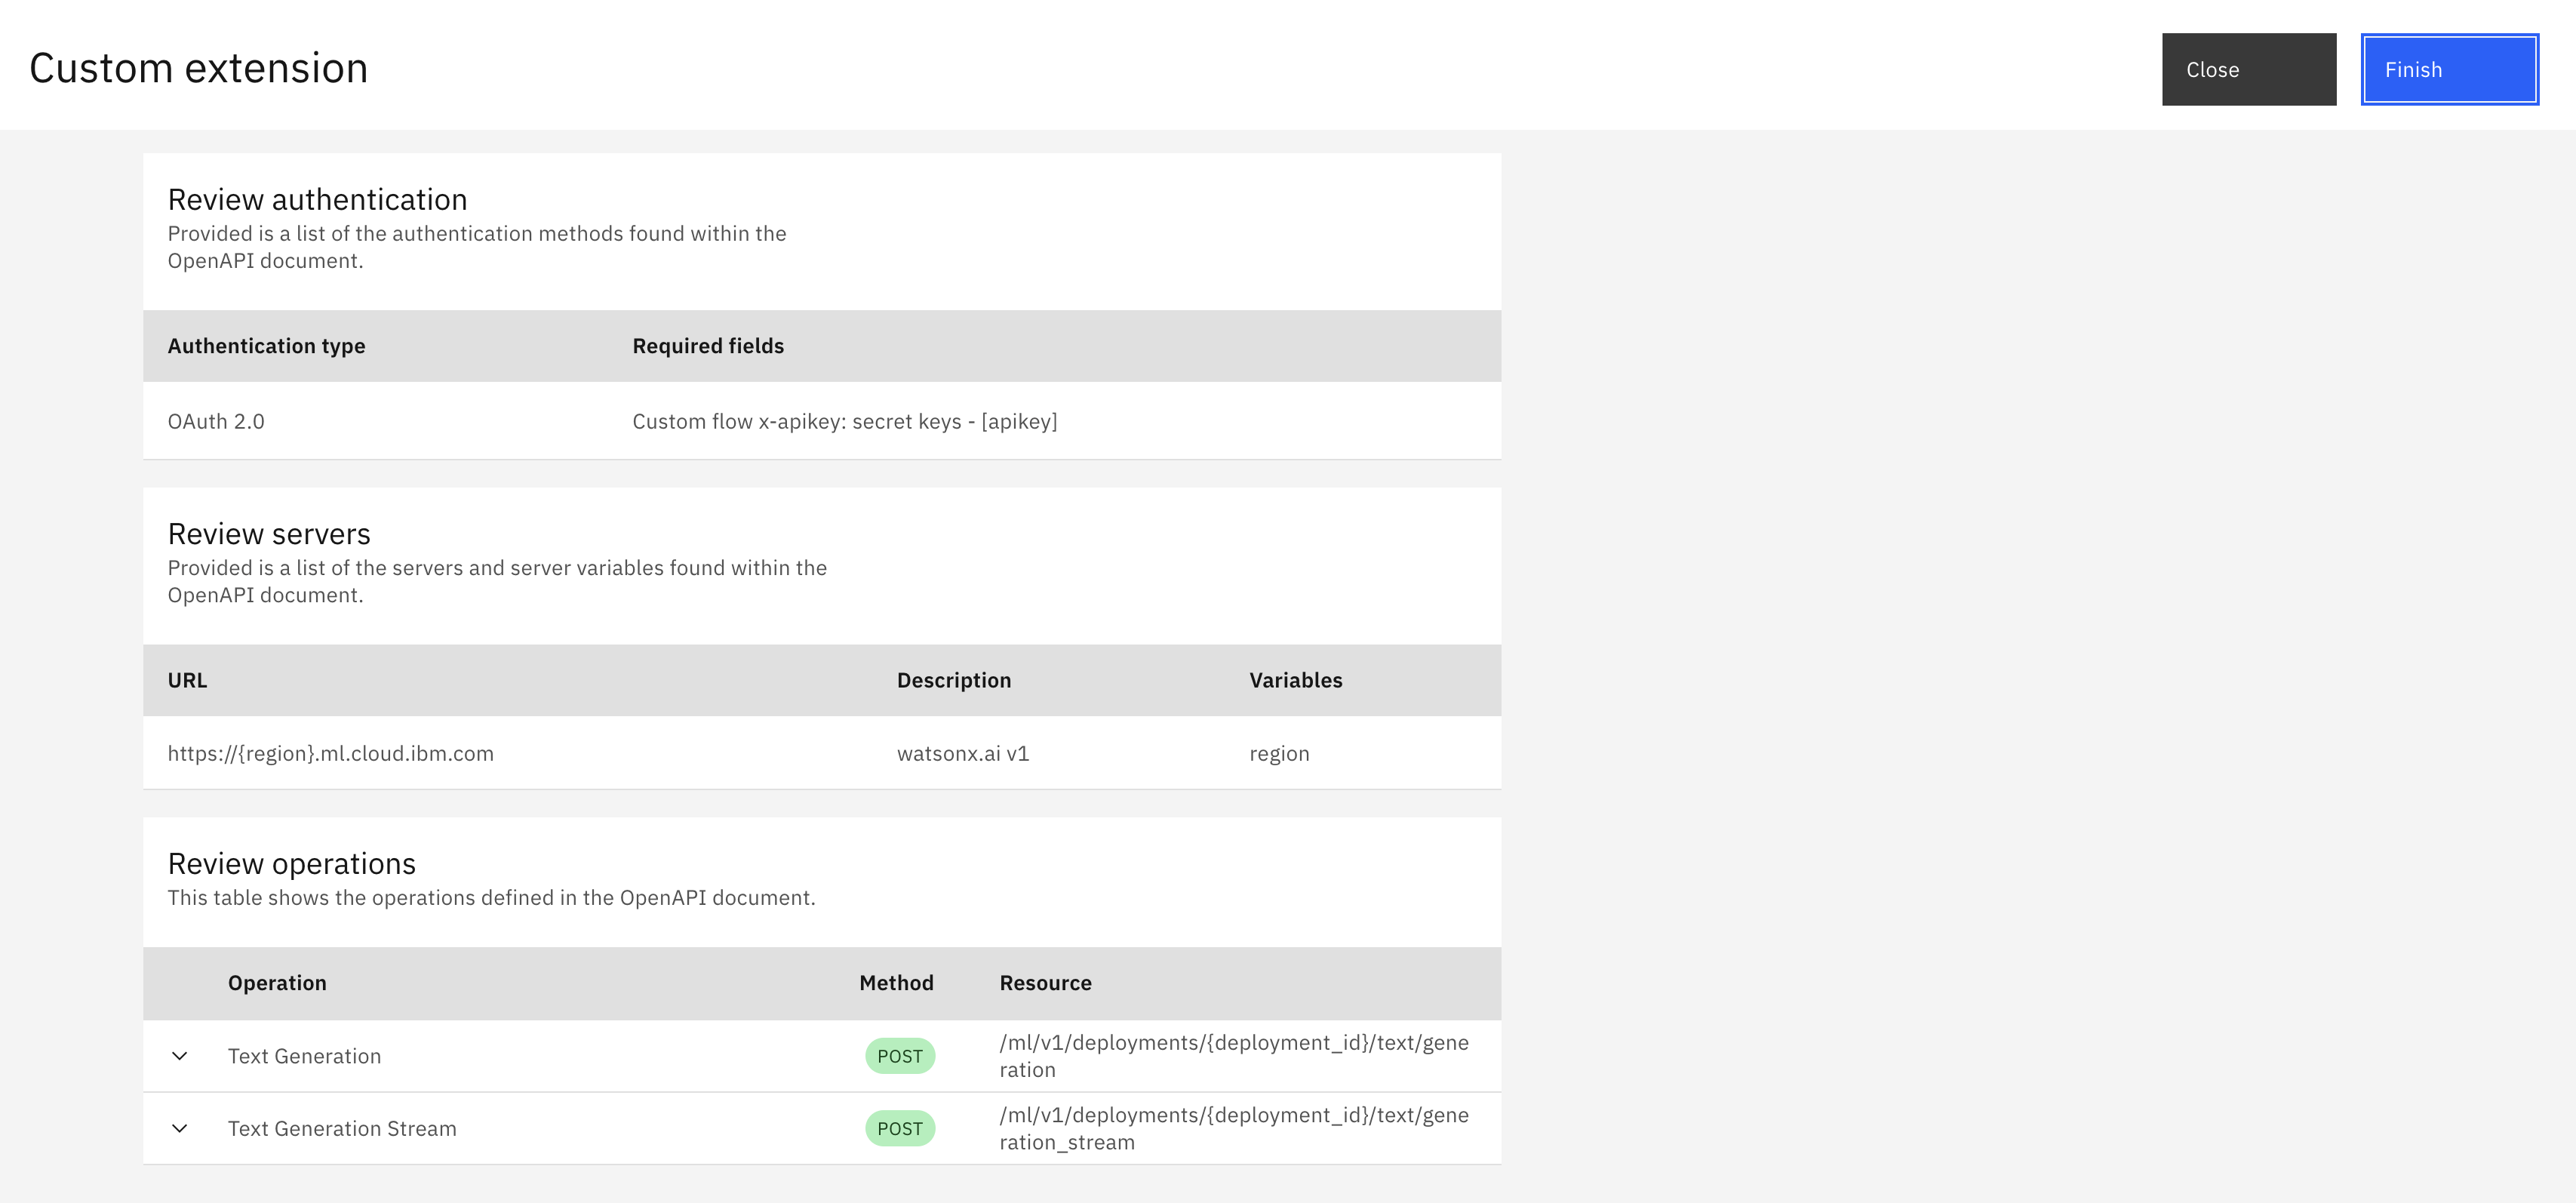 Custom extension
Close
Finish
Review authentication
Provided is a list of the authentication methods found within the
OpenAPI document.
Authentication type
Required fields
OAuth 2.0
Custom flow x-apikey: secret keys - [apikey]
Review servers
Provided is a list of the servers and server variables found within the
OpenAPI document.
URL
Description
Variables
https://{region}.ml.cloud.ibm.com
watsonx.ai v1
region
Review operations
This table shows the operations defined in the OpenAPI document.
Operation
Method
Resource
Text Generation
POST
/ml/v1/deployments/{deployment_id}/text/gene
ration
Text Generation Stream
POST
/ml/v1/deployments/{deployment_id}/text/gene
ration_stream